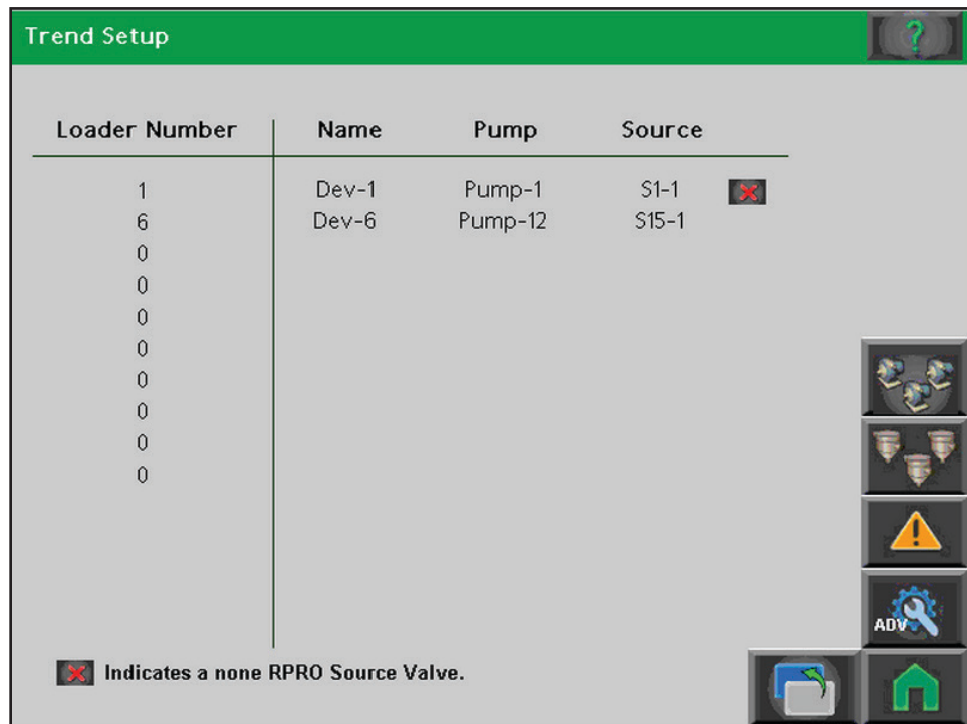 Trend Setup
?
Loader Number Name Pump Source
1 Dev-1 Pump-1 S1-1
6 Dev-6 Pump-12 S15-1
0
0
0
0
0
0
0
0
ADV
Indicates a none RPRO Source Valve.